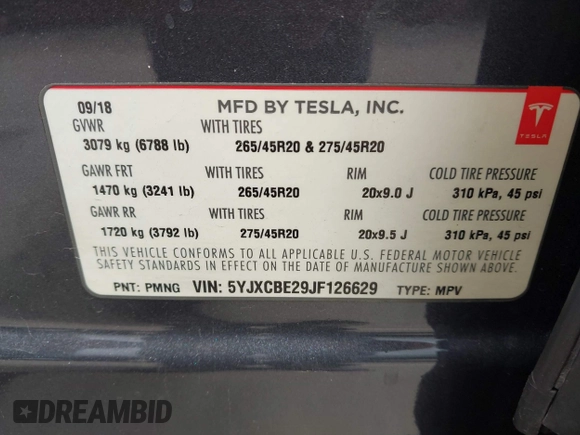 09/18 MFD BY TESLA, INC.
GVWR WITH TIRES
3079 kg (6788 lb) 265/45R20 & 275/45R20
TESLA
GAWR FRT WITH TIRES RIM COLD TIRE PRESSURE
1470 kg (3241 lb) 265/45R20 20x9.0 J 310 kPa, 45 psi
GAWR RR WITH TIRES RIM COLD TIRE PRESSURE
1720 kg (3792 lb) 275/45R20 20x9.5 J 310 kPa, 45 psi
THIS VEHICLE CONFORMS TO ALL APPLICABLE U.S. FEDERAL MOTOR VEHICLE
SAFETY STANDARDS IN EFFECT ON THE DATE OF MANUFACTURE SHOWN ABOVE.
PNT: PMNG VIN: 5YJXCBE29JF126629 TYPE: MPV
DREAMBID